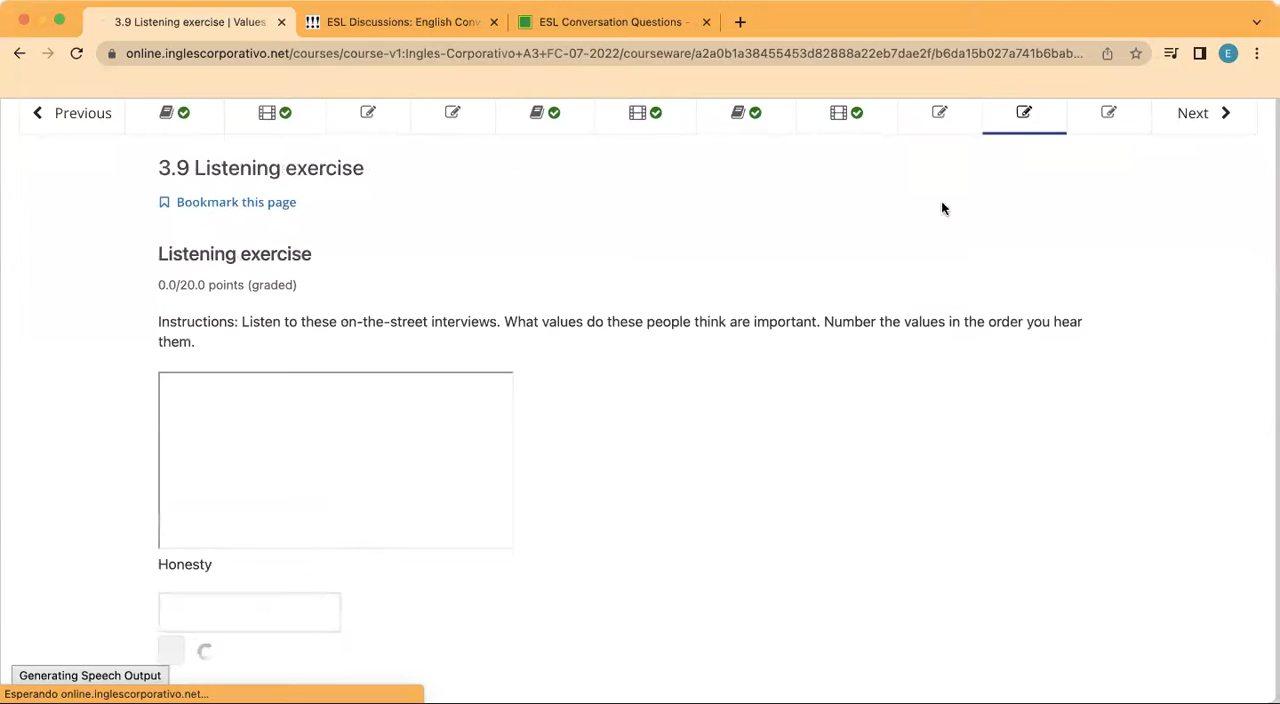 3.9 Listening exercise | Values,
ESL Discussions: English Conv
ESL Conversation Questions -
online.inglescorporativo.net/courses/course-v1:Ingles-Corporativo+A3+FC-07-2022/courseware/a2a0b1a38455453d82888a22eb7dae2f/b6da15b027a741b6bab...
E
Previous
Next
3.9 Listening exercise
Bookmark this page
Listening exercise
0.0/20.0 points (graded)
Instructions: Listen to these on-the-street interviews. What values do these people think are important. Number the values in the order you hear
them.
Honesty
Generating Speech Output
Esperando online.inglescorporativo.net...